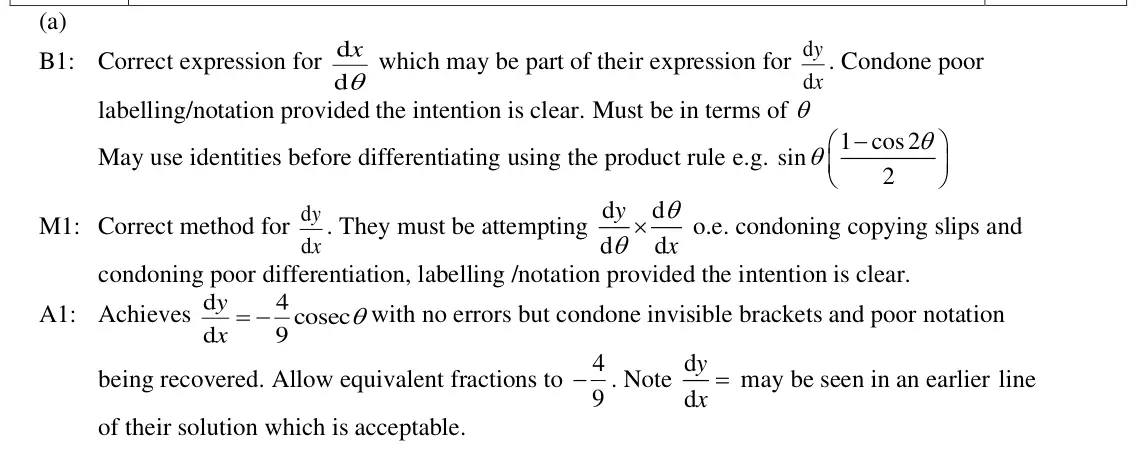 (a)
B1: Correct expression for dx/dθ which may be part of their expression for dy/dx. Condone poor
labelling/notation provided the intention is clear. Must be in terms of θ
May use identities before differentiating using the product rule e.g. sin θ((1−cos 2θ)/2)
M1: Correct method for dy/dx. They must be attempting dy/dθ × dθ/dx o.e. condoning copying slips and
condoning poor differentiation, labelling /notation provided the intention is clear.
A1: Achieves dy/dx = −4/9 cosec θ with no errors but condone invisible brackets and poor notation
being recovered. Allow equivalent fractions to −4/9. Note dy/dx = may be seen in an earlier line
of their solution which is acceptable.